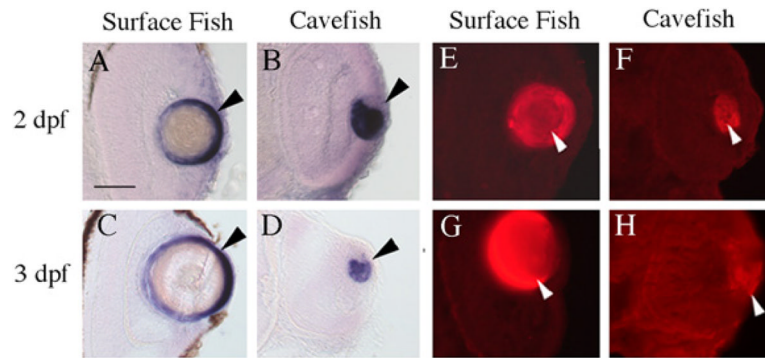 Surface Fish Cavefish Surface Fish Cavefish
A B E F
2 dpf
C D G H
3 dpf